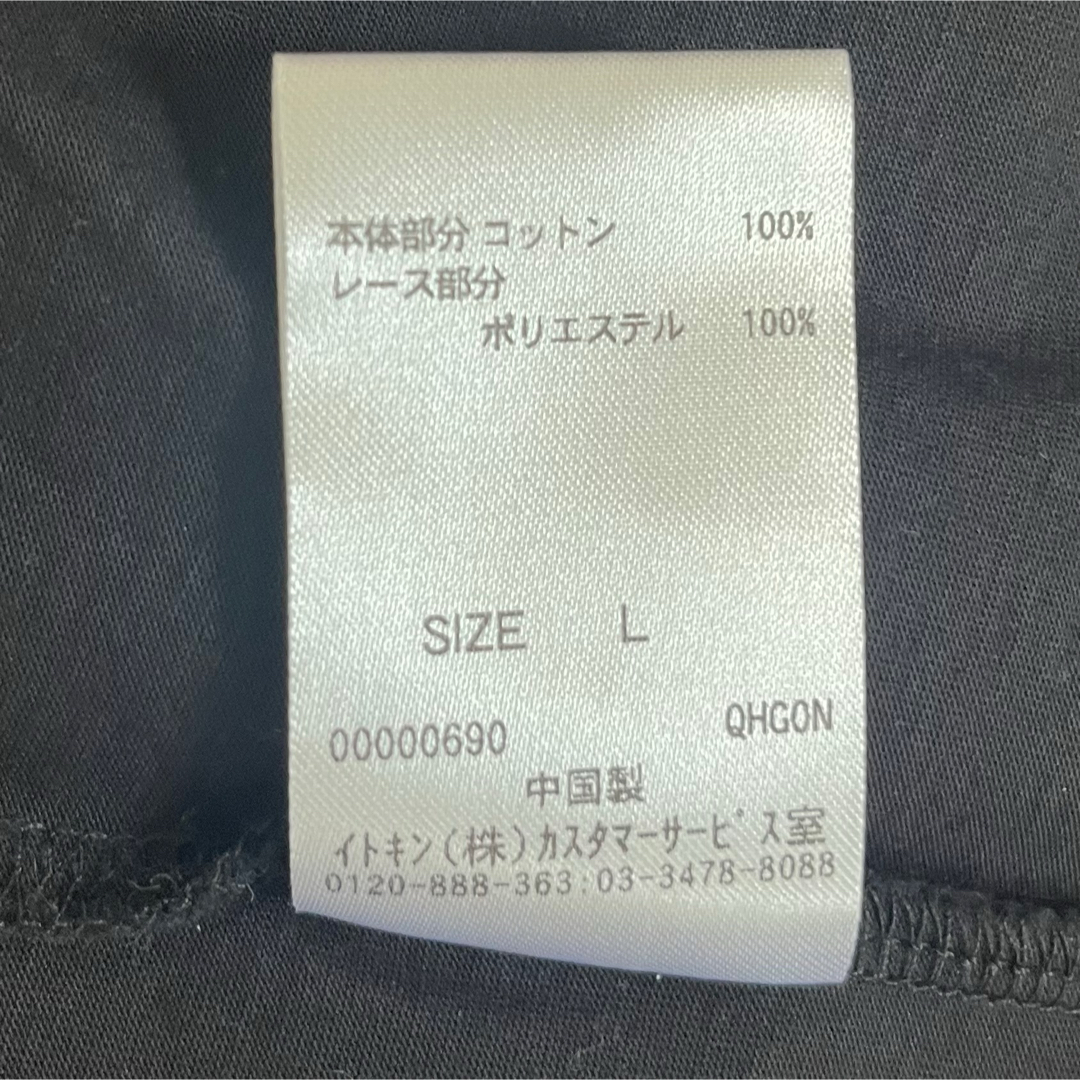 本体部分 コットン 100%
レース部分
ポリエステル 100%
SIZE L
00000690 QHGON
中国製
イトキン(株)カスタマーサービス室
0120-888-363:03-3478-8088